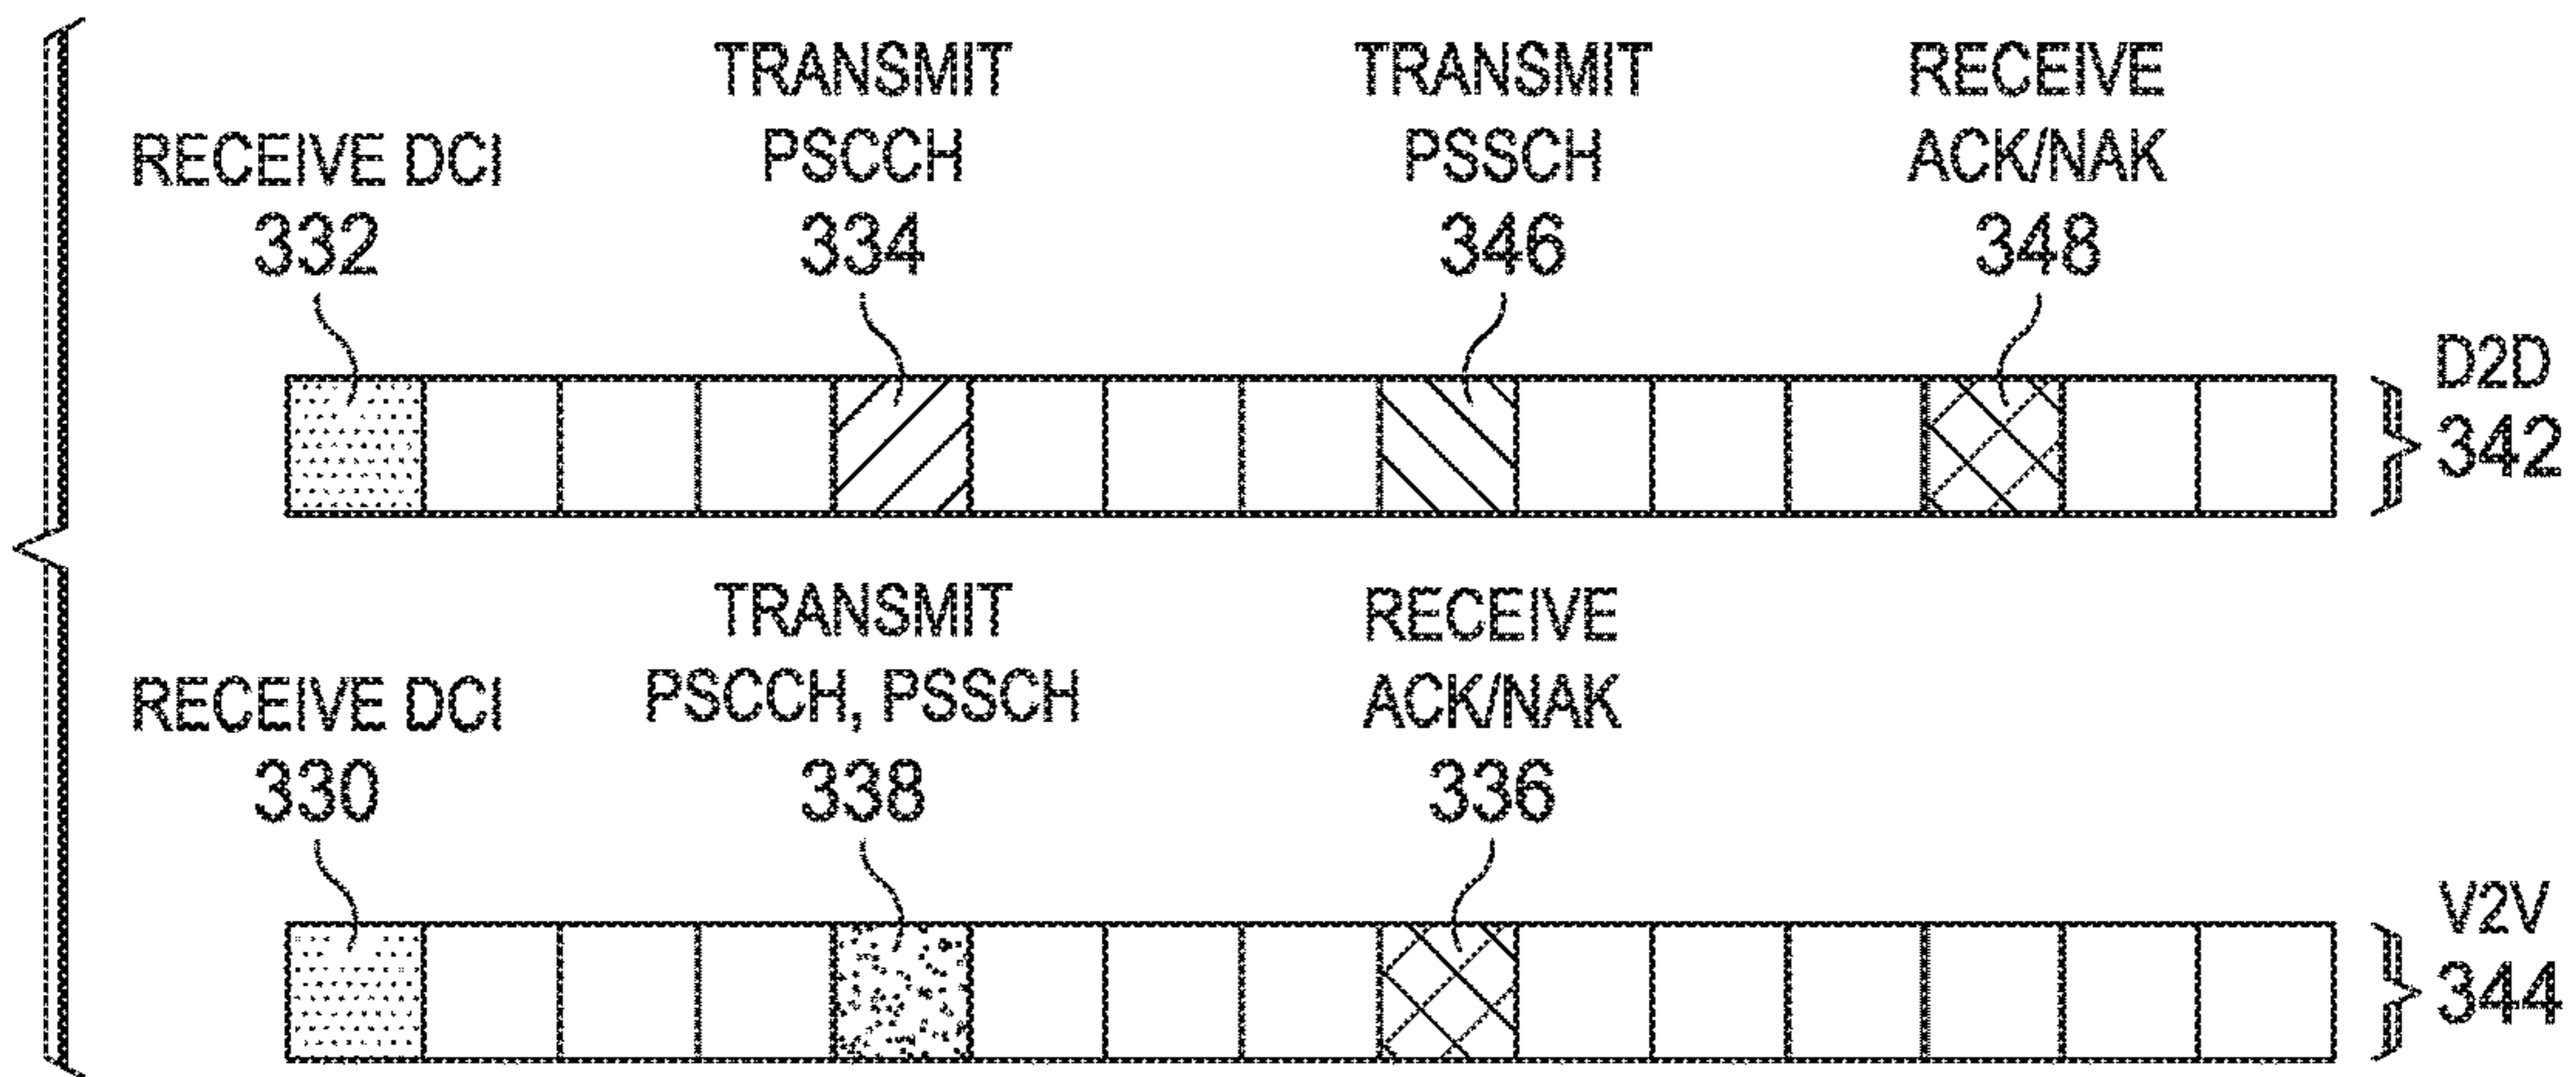 TRANSMIT
PSCCH
334
TRANSMIT
PSSCH
346
RECEIVE
ACK/NAK
348
RECEIVE DCI
332
D2D
342
TRANSMIT
PSCCH, PSSCH
338
RECEIVE
ACK/NAK
336
RECEIVE DCI
330
V2V
344